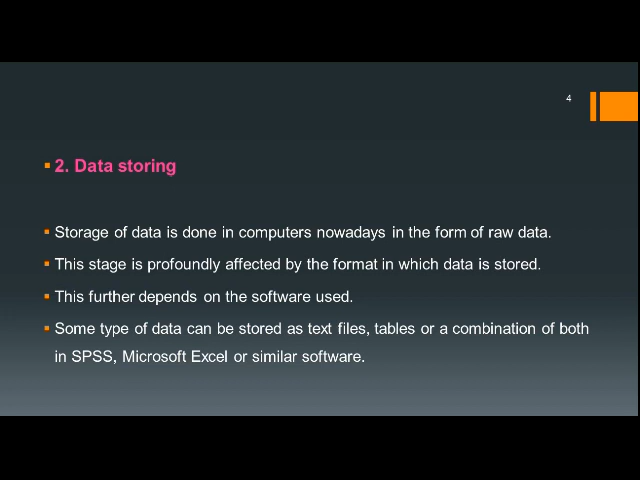 4
2. Data storing
Storage of data is done in computers nowadays in the form of raw data.
This stage is profoundly affected by the format in which data is stored.
This further depends on the software used.
Some type of data can be stored as text files, tables or a combination of both
in SPSS, Microsoft Excel or similar software.